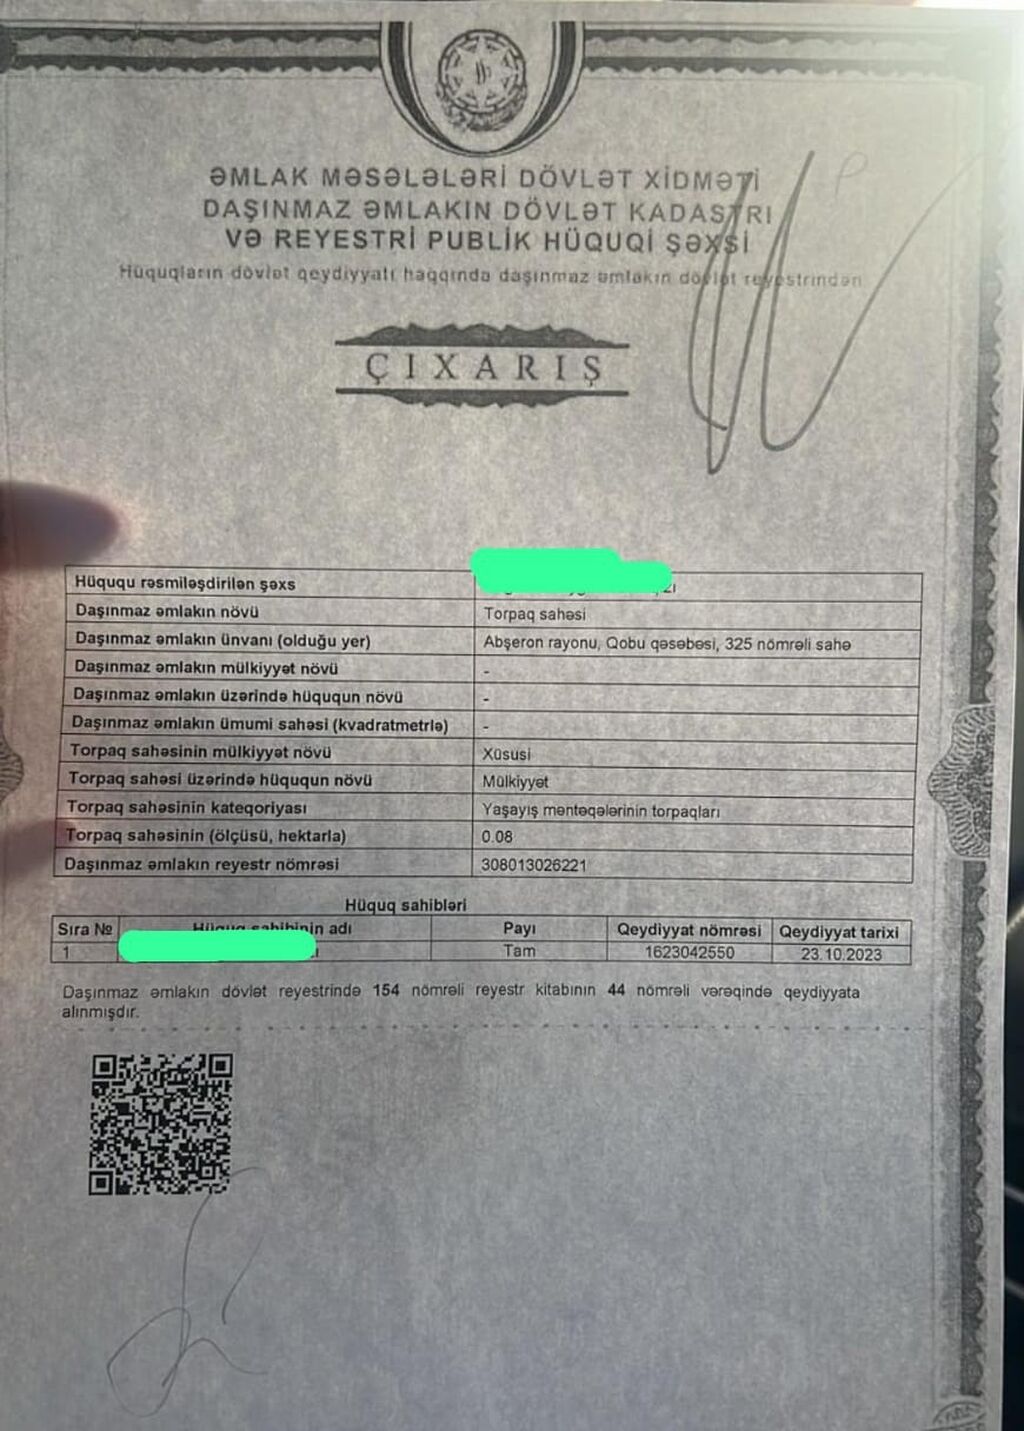 ƏMLAK MƏSƏLƏLƏRİ DÖVLƏT XİDMƏTİ
DAŞINMAZ ƏMLAKIN DÖVLƏT KADASTRI
VƏ REYESTRİ PUBLİK HÜQUQİ ŞƏXSİ
Hüquqların dövlət qeydiyyatı haqqında daşınmaz əmlakın dövlət reyestrindən
ÇIXARIŞ
Hüququ rəsmiləşdirilən şəxs
Daşınmaz əmlakın növü Torpaq sahəsi
Daşınmaz əmlakın ünvanı (olduğu yer) Abşeron rayonu, Qobu qəsəbəsi, 325 nömrəli sahə
Daşınmaz əmlakın mülkiyyət növü -
Daşınmaz əmlakın üzərində hüququn növü -
Daşınmaz əmlakın ümumi sahəsi (kvadratmetrlə) -
Torpaq sahəsinin mülkiyyət növü Xüsusi
Torpaq sahəsi üzərində hüququn növü Mülkiyyət
Torpaq sahəsinin kateqoriyası Yaşayış məntəqələrinin torpaqları
Torpaq sahəsinin (ölçüsü, hektarla) 0.08
Daşınmaz əmlakın reyestr nömrəsi 308013026221
Hüquq sahibləri
Sıra № Hüquq sahibinin adı Payı Qeydiyyat nömrəsi Qeydiyyat tarixi
1 Tam 1623042550 23.10.2023
Daşınmaz əmlakın dövlət reyestrində 154 nömrəli reyestr kitabının 44 nömrəli vərəqində qeydiyyata
alınmışdır.